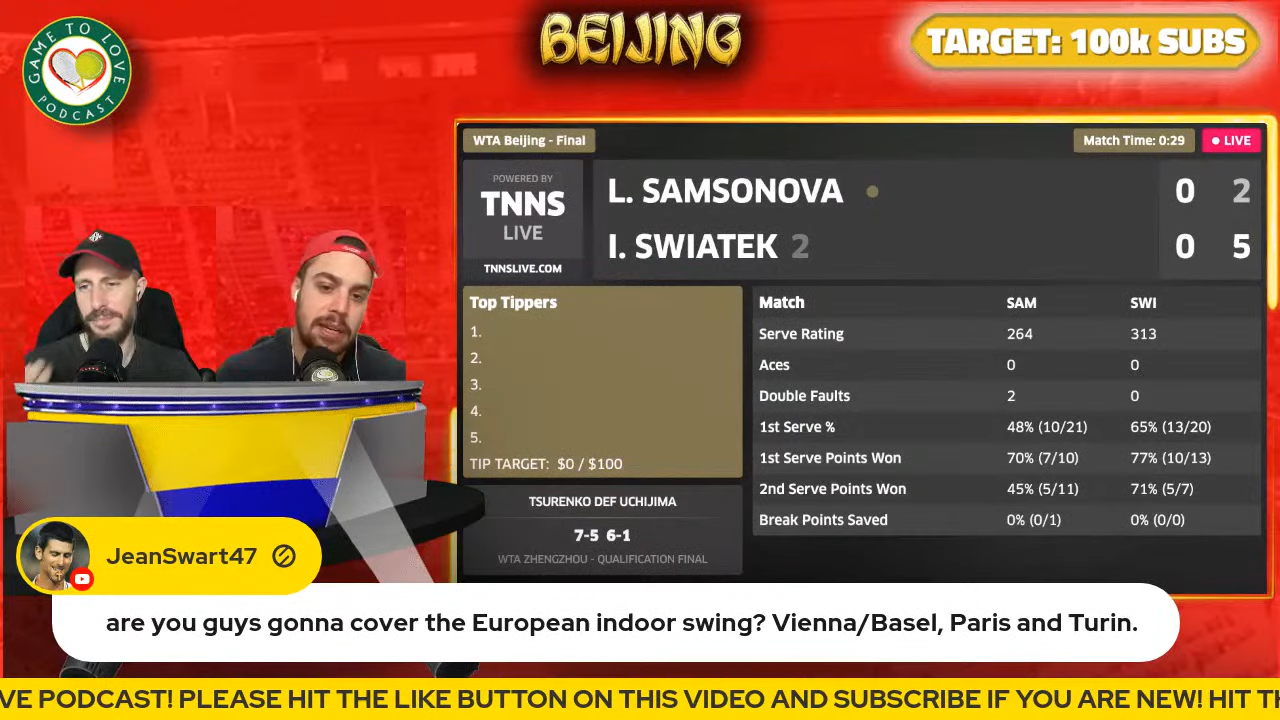 GAME TO LOVE
PODCAST
BEIJING
TARGET: 100k SUBS
WTA Beijing - Final
Match Time: 0:29
LIVE
POWERED BY
TNNS
LIVE
TNNSLIVE.COM
L. SAMSONOVA 0 2
I. SWIATEK 2 0 5
Top Tippers
1.
2.
3.
4.
5.
TIP TARGET: $0 / $100
TSURENKO DEF UCHIJIMA
7-5 6-1
WTA ZHENGZHOU - QUALIFICATION FINAL
Match SAM SWI
Serve Rating 264 313
Aces 0 0
Double Faults 2 0
1st Serve % 48% (10/21) 65% (13/20)
1st Serve Points Won 70% (7/10) 77% (10/13)
2nd Serve Points Won 45% (5/11) 71% (5/7)
Break Points Saved 0% (0/1) 0% (0/0)
JeanSwart47
are you guys gonna cover the European indoor swing? Vienna/Basel, Paris and Turin.
VE PODCAST! PLEASE HIT THE LIKE BUTTON ON THIS VIDEO AND SUBSCRIBE IF YOU ARE NEW! HIT TH